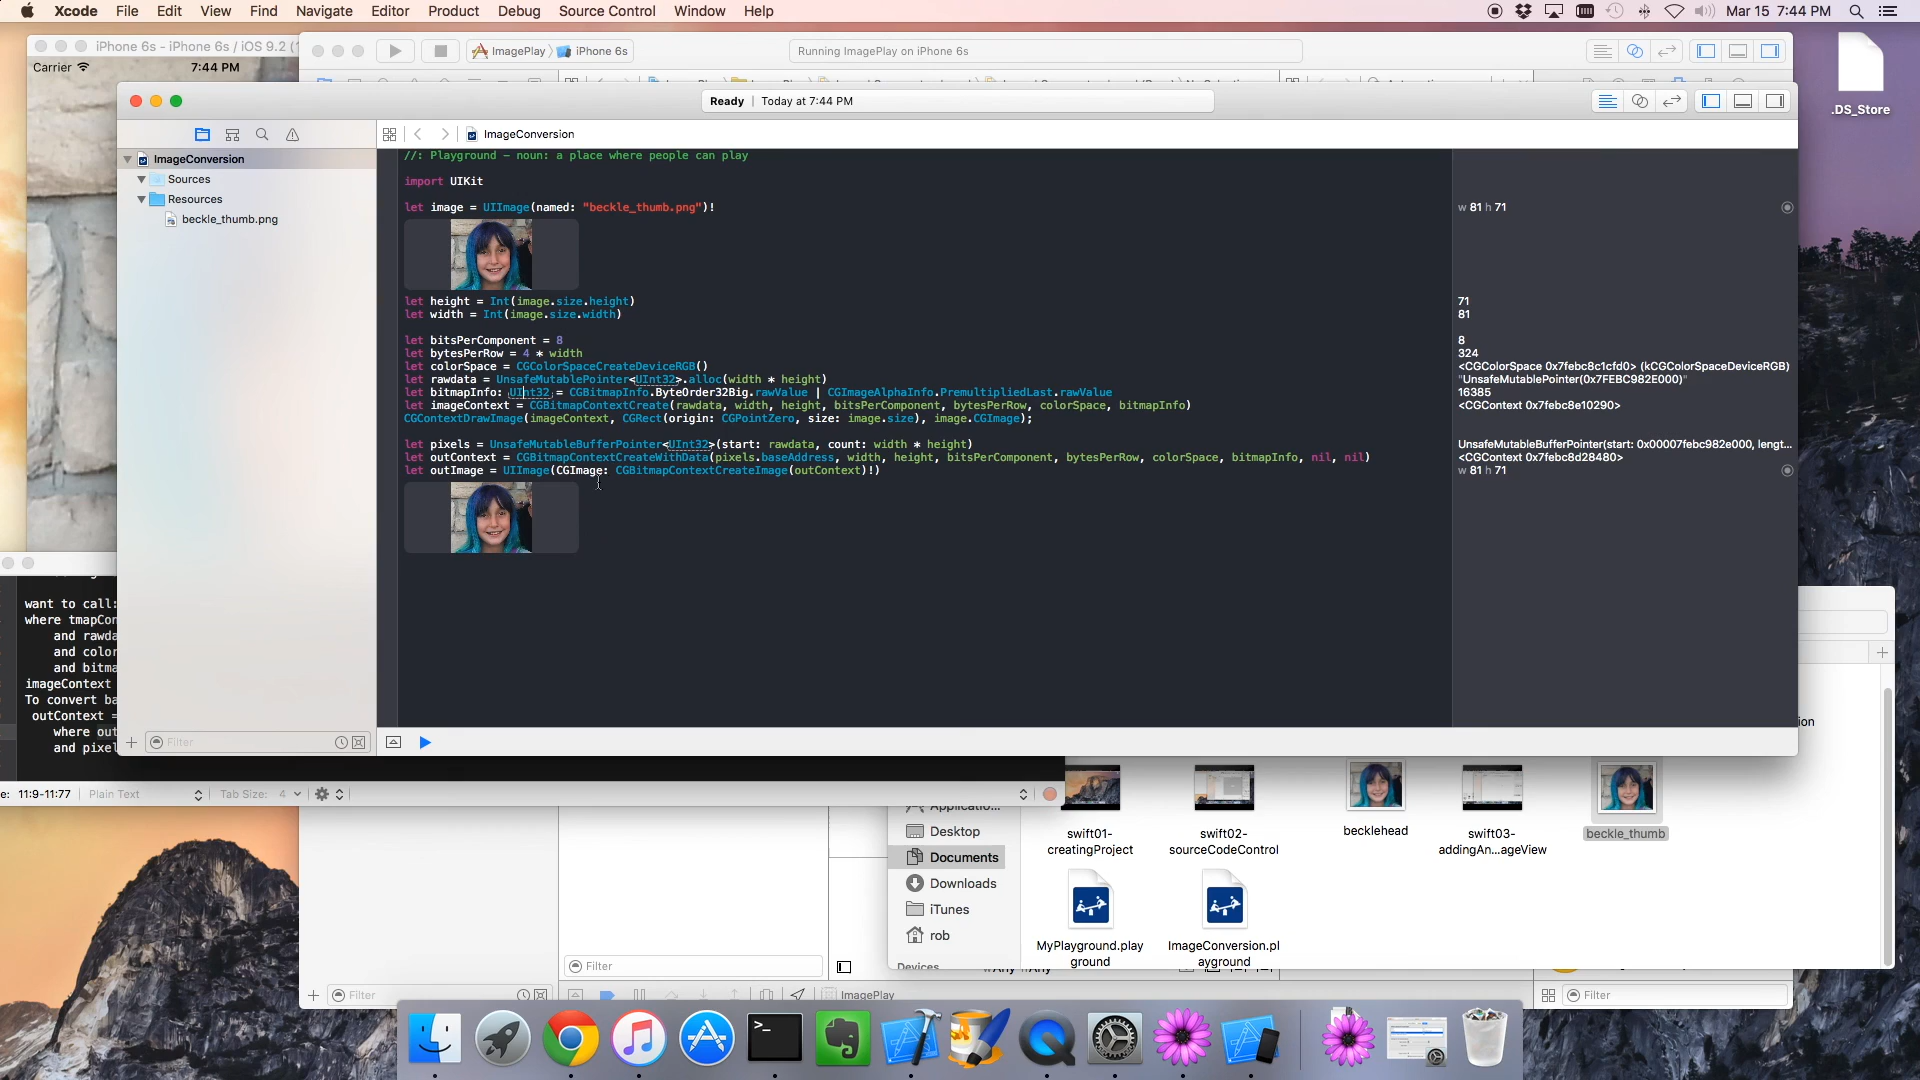 Xcode File Edit View Find Navigate Editor Product Debug Source Control Window Help
Mar 15 7:44 PM
iPhone 6s - iPhone 6s / iOS 9.2 (1
Carrier 7:44 PM
ImagePlay iPhone 6s
Running ImagePlay on iPhone 6s
.DS_Store
Ready | Today at 7:44 PM
ImageConversion
ImageConversion
Sources
Resources
beckle_thumb.png
//: Playground - noun: a place where people can play
import UIKit
let image = UIImage(named: "beckle_thumb.png")!
w 81 h 71
let height = Int(image.size.height)
71
let width = Int(image.size.width)
81
let bitsPerComponent = 8
8
let bytesPerRow = 4 * width
324
let colorSpace = CGColorSpaceCreateDeviceRGB()
<CGColorSpace 0x7febc8c1cfd0> (kCGColorSpaceDeviceRGB)
let rawdata = UnsafeMutablePointer<UInt32>.alloc(width * height)
"UnsafeMutablePointer(0x7FEBC982E000)"
let bitmapInfo: UInt32 = CGBitmapInfo.ByteOrder32Big.rawValue | CGImageAlphaInfo.PremultipliedLast.rawValue
16385
let imageContext = CGBitmapContextCreate(rawdata, width, height, bitsPerComponent, bytesPerRow, colorSpace, bitmapInfo)
<CGContext 0x7febc8e10290>
CGContextDrawImage(imageContext, CGRect(origin: CGPointZero, size: image.size), image.CGImage);
let pixels = UnsafeMutableBufferPointer<UInt32>(start: rawdata, count: width * height)
UnsafeMutableBufferPointer(start: 0x00007febc982e000, lengt...
let outContext = CGBitmapContextCreateWithData(pixels.baseAddress, width, height, bitsPerComponent, bytesPerRow, colorSpace, bitmapInfo, nil, nil)
<CGContext 0x7febc8d28480>
let outImage = UIImage(CGImage: CGBitmapContextCreateImage(outContext)!)
w 81 h 71
want to call:
where tmapCon
and rawda
and color
and bitma
imageContext
To convert ba
outContext =
where out
and pixel
Filter
e: 11:9-11:77 Plain Text Tab Size: 4
ion
Applicatio...
Desktop
Documents
Downloads
iTunes
rob
Devices
swift01-
creatingProject
swift02-
sourceCodeControl
becklehead
swift03-
addingAn...ageView
beckle_thumb
MyPlayground.play
ground
ImageConversion.pl
ayground
Filter
Filter
ImagePlay
Filter